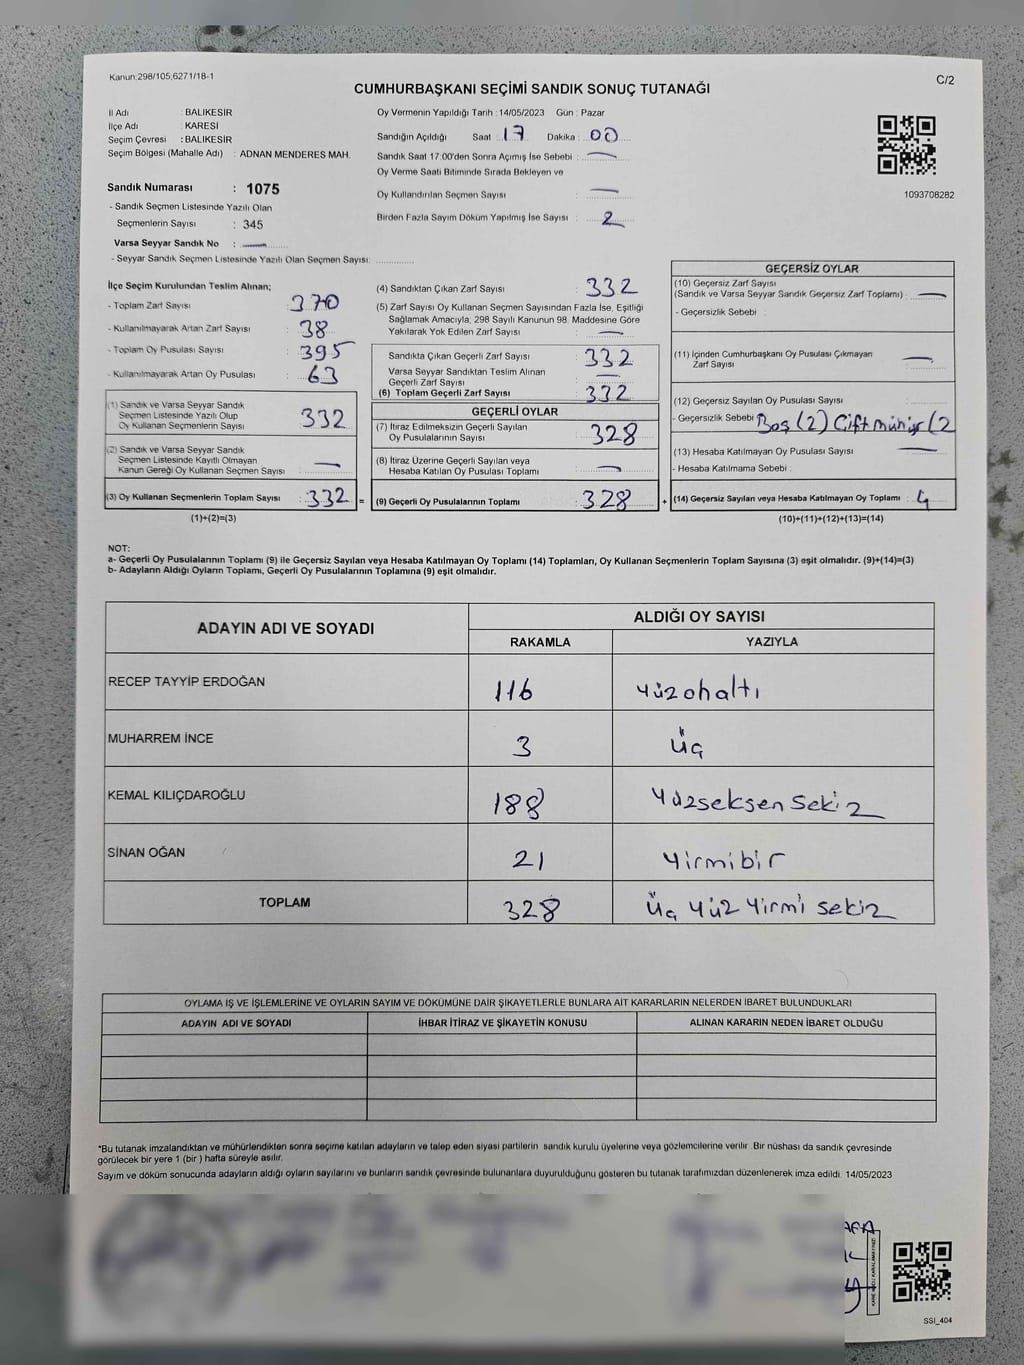 Kanun:298/105;6271/18-1
C/2
CUMHURBAŞKANI SEÇİMİ SANDIK SONUÇ TUTANAĞI
İl Adı : BALIKESİR
İlçe Adı : KARESİ
Seçim Çevresi : BALIKESİR
Seçim Bölgesi (Mahalle Adı) : ADNAN MENDERES MAH.
Sandık Numarası : 1075
- Sandık Seçmen Listesinde Yazılı Olan
Seçmenlerin Sayısı : 345
Varsa Seyyar Sandık No : —
- Seyyar Sandık Seçmen Listesinde Yazılı Olan Seçmen Sayısı:
Oy Vermenin Yapıldığı Tarih :14/05/2023 Gün : Pazar
Sandığın Açıldığı Saat : 17 Dakika : 00
Sandık Saat 17:00'den Sonra Açımış İse Sebebi : —
Oy Verme Saati Bitiminde Sırada Bekleyen ve
Oy Kullandırılan Seçmen Sayısı : —
Birden Fazla Sayım Döküm Yapılmış İse Sayısı : 2
1093708282
İlçe Seçim Kurulundan Teslim Alınan;
- Toplam Zarf Sayısı : 370
- Kullanılmayarak Artan Zarf Sayısı : 38
- Toplam Oy Pusulası Sayısı : 395
- Kullanılmayarak Artan Oy Pusulası : 63
(1) Sandık ve Varsa Seyyar Sandık
Seçmen Listesinde Yazılı Olup
Oy Kullanan Seçmenlerin Sayısı : 332
(2) Sandık ve Varsa Seyyar Sandık
Seçmen Listesinde Kayıtlı Olmayan
Kanun Gereği Oy Kullanan Seçmen Sayısı : —
(3) Oy Kullanan Seçmenlerin Toplam Sayısı : 332 =
(1)+(2)=(3)
(4) Sandıktan Çıkan Zarf Sayısı : 332
(5) Zarf Sayısı Oy Kullanan Seçmen Sayısından Fazla İse, Eşitliği
Sağlamak Amacıyla; 298 Sayılı Kanunun 98. Maddesine Göre
Yakılarak Yok Edilen Zarf Sayısı : —
Sandıkta Çıkan Geçerli Zarf Sayısı : 332
Varsa Seyyar Sandıktan Teslim Alınan
Geçerli Zarf Sayısı : —
(6) Toplam Geçerli Zarf Sayısı : 332
GEÇERLİ OYLAR
(7) İtiraz Edilmeksizin Geçerli Sayılan
Oy Pusulalarının Sayısı : 328
(8) İtiraz Üzerine Geçerli Sayılan veya
Hesaba Katılan Oy Pusulası Toplamı : —
(9) Geçerli Oy Pusulalarının Toplamı : 328 +
GEÇERSİZ OYLAR
(10) Geçersiz Zarf Sayısı
(Sandık ve Varsa Seyyar Sandık Geçersiz Zarf Toplamı) : —
- Geçersizlik Sebebi :
(11) İçinden Cumhurbaşkanı Oy Pusulası Çıkmayan
Zarf Sayısı : —
(12) Geçersiz Sayılan Oy Pusulası Sayısı :
- Geçersizlik Sebebi : Boş (2) Çift mühür (2
(13) Hesaba Katılmayan Oy Pusulası Sayısı : —
- Hesaba Katılmama Sebebi :
(14) Geçersiz Sayılan veya Hesaba Katılmayan Oy Toplamı : 4
(10)+(11)+(12)+(13)=(14)
NOT:
a- Geçerli Oy Pusulalarının Toplamı (9) ile Geçersiz Sayılan veya Hesaba Katılmayan Oy Toplamı (14) Toplamları, Oy Kullanan Seçmenlerin Toplam Sayısına (3) eşit olmalıdır. (9)+(14)=(3)
b- Adayların Aldığı Oyların Toplamı, Geçerli Oy Pusulalarının Toplamına (9) eşit olmalıdır.
ADAYIN ADI VE SOYADI
ALDIĞI OY SAYISI
RAKAMLA YAZIYLA
RECEP TAYYİP ERDOĞAN 116 yüzonaltı
MUHARREM İNCE 3 üç
KEMAL KILIÇDAROĞLU 188 yüzseksen sekiz
SİNAN OĞAN 21 yirmibir
TOPLAM 328 üç yüz yirmi sekiz
OYLAMA İŞ VE İŞLEMLERİNE VE OYLARIN SAYIM VE DÖKÜMÜNE DAİR ŞİKAYETLERLE BUNLARA AİT KARARLARIN NELERDEN İBARET BULUNDUKLARI
ADAYIN ADI VE SOYADI İHBAR İTİRAZ VE ŞİKAYETİN KONUSU ALINAN KARARIN NEDEN İBARET OLDUĞU
*Bu tutanak imzalandıktan ve mühürlendikten sonra seçime katılan adayların ve talep eden siyasi partilerin sandık kurulu üyelerine veya gözlemcilerine verilir. Bir nüshası da sandık çevresinde
görülecek bir yere 1 (bir ) hafta süreyle asılır.
Sayım ve döküm sonucunda adayların aldığı oyların sayılarını ve bunların sandık çevresinde bulunanlara duyurulduğunu gösteren bu tutanak tarafımızdan düzenlenerek imza edildi. 14/05/2023
SSI_404